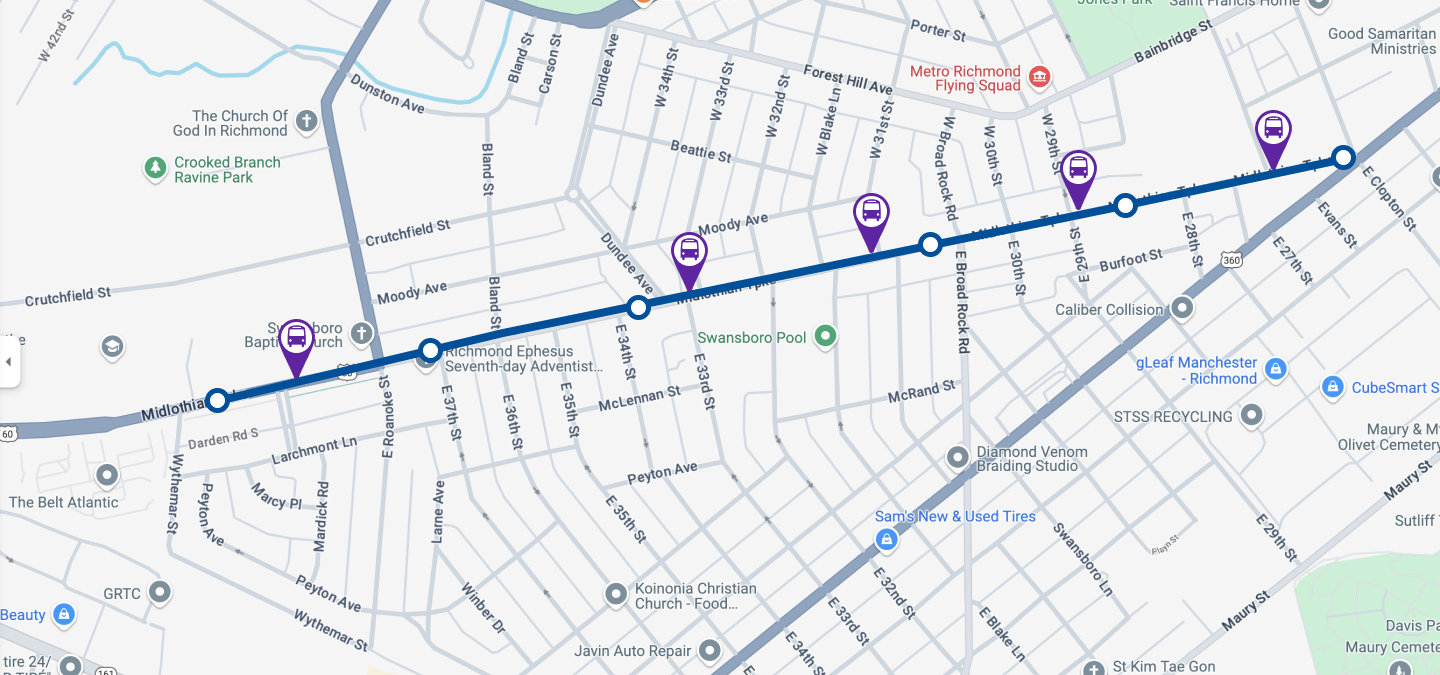 W 42nd St
Dunston Ave
Bland St
Carson St
Dundee Ave
W 34th St
W 33rd St
W 32nd St
W Blake Ln
W 31st St
Forest Hill Ave
Porter St
Jones Park
Saint Francis Home
Bainbridge St
Good Samaritan
Ministries
Metro Richmond
Flying Squad
W Broad Rock Rd
W 30th St
W 29th St
The Church Of
God In Richmond
Crooked Branch
Ravine Park
Bland St
Beattie St
Crutchfield St
Moody Ave
Dundee Ave
Midlothian Tpke
E Clopton St
Evans St
E 28th St
E 27th St
360
Burfoot St
E 29th St
E 30th St
E Broad Rock Rd
Crutchfield St
Moody Ave
Bland St
Midlothian Tpke
Caliber Collision
Swansboro
Baptist Church
Swansboro Pool
Richmond Ephesus
Seventh-day Adventist...
E 34th St
E 33rd St
gLeaf Manchester
- Richmond
CubeSmart S
McLennan St
McRand St
STSS RECYCLING
Midlothian
60
Darden Rd S
Larchmont Ln
E Roanoke St
E 37th St
E 36th St
E 35th St
Maury & Mt
Olivet Cemetery
Diamond Venom
Braiding Studio
Maury St
The Belt Atlantic
Wythemar St
Peyton Ave
Marcy Pl
Mardick Rd
Larne Ave
Peyton Ave
E 35th St
Sam's New & Used Tires
Sutliff T
E 29th St
Swansboro Ln
GRTC
Beauty
Peyton Ave
Wythemar St
Winber Dr
Koinonia Christian
Church - Food...
E 32nd St
E 33rd St
E 34th St
E Blake Ln
Maury St
Davis Pa
Maury Cemete
Javin Auto Repair
St Kim Tae Gon
tire 24/
161